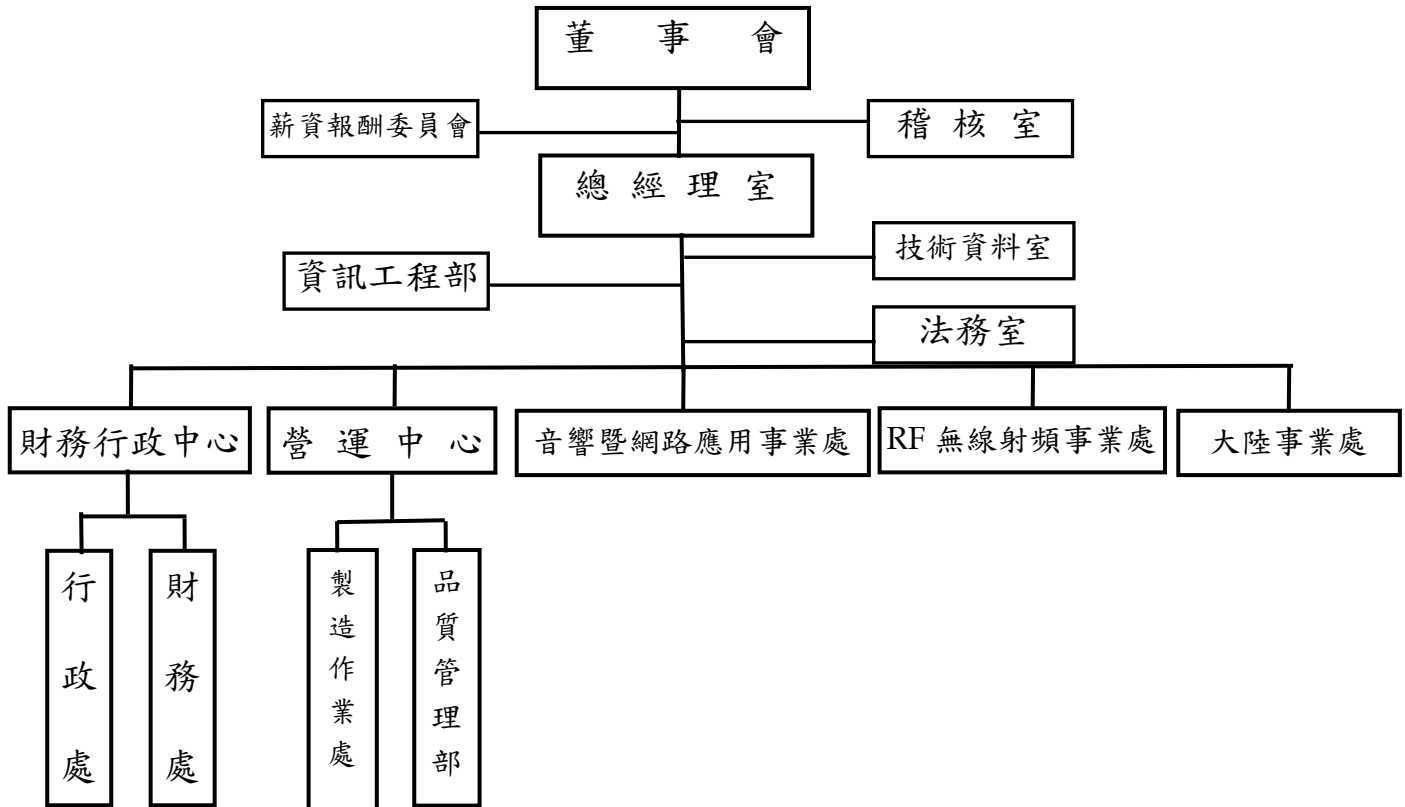 董事會
薪資報酬委員會
稽核室
總經理室
技術資料室
資訊工程部
法務室
財務行政中心
營運中心
音響暨網路應用事業處
RF 無線射頻事業處
大陸事業處
行政處
財務處
製造作業處
品質管理部